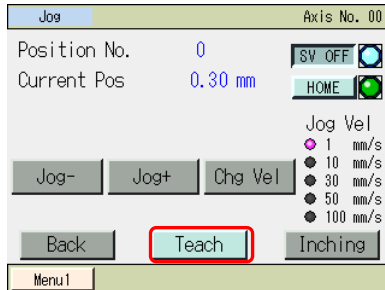 Jog Axis No. 00
Position No. 0 SV OFF
Current Pos 0.30 mm HOME
Jog Vel
1 mm/s
10 mm/s
Jog- Jog+ Chg Vel 30 mm/s
50 mm/s
100 mm/s
Back Teach Inching
Menu1